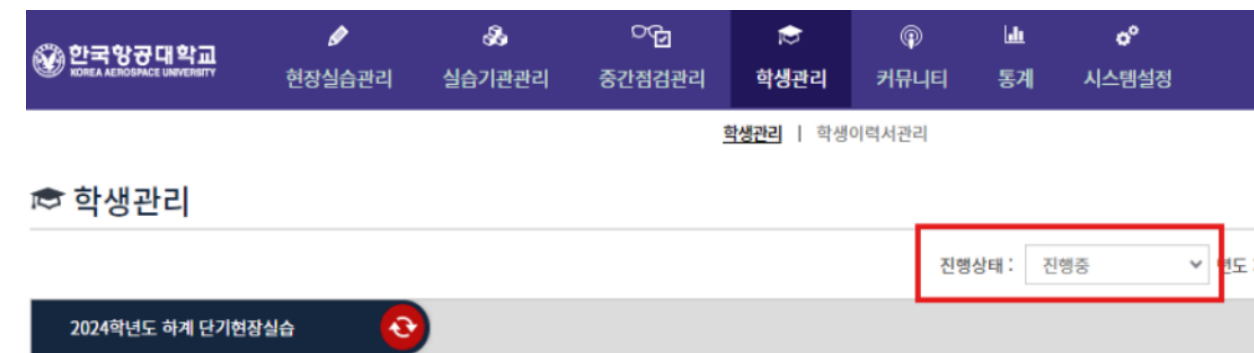 한국항공대학교
KOREA AEROSPACE UNIVERSITY
현장실습관리 실습기관관리 중간점검관리 학생관리 커뮤니티 통계 시스템설정
학생관리 | 학생이력서관리
학생관리
진행상태 : 진행중 년도 :
2024학년도 하계 단기현장실습